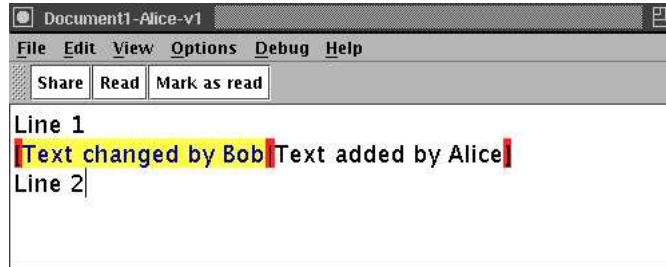 Document1-Alice-v1
File Edit View Options Debug Help
Share Read Mark as read
Line 1
[Text changed by Bob|Text added by Alice]
Line 2